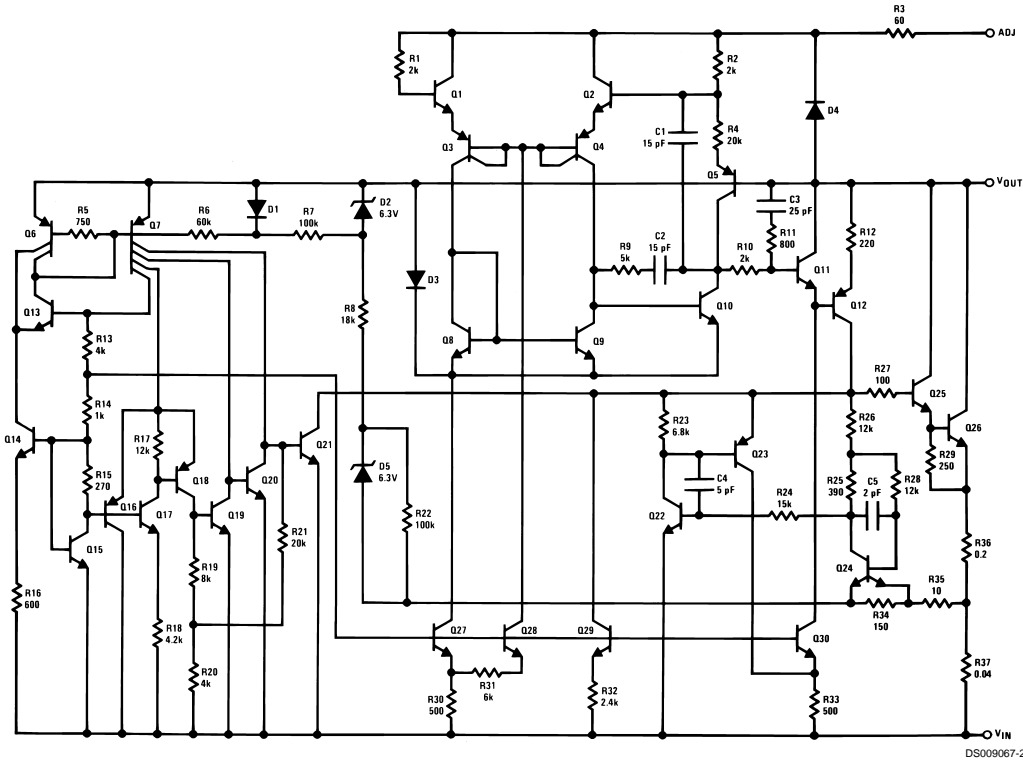 R3
60
ADJ
R1
2k
R2
2k
Q1
Q2
D4
C1
15 pF
R4
20k
Q3
Q4
Q5
VOUT
R5
750
Q7
R6
60k
D1
R7
100k
D2
6.3V
C3
25 pF
Q6
R12
220
R9
5k
C2
15 pF
R10
2k
R11
800
Q11
D3
Q12
Q13
R8
18k
Q10
R13
4k
Q8
Q9
R27
100
Q25
R14
1k
Q14
R17
12k
Q21
R23
6.8k
R26
12k
Q26
Q23
D5
6.3V
R29
250
R15
270
Q18
Q20
C4
5 pF
R25
390
C5
2 pF
R28
12k
R24
15k
Q16
Q17
Q19
R22
100k
Q22
R21
20k
R36
0.2
Q15
R19
8k
Q24
R35
10
R16
600
R34
150
R18
4.2k
Q27
Q28
Q29
Q30
R20
4k
R31
6k
R37
0.04
R30
500
R32
2.4k
R33
500
VIN
DS009067-2